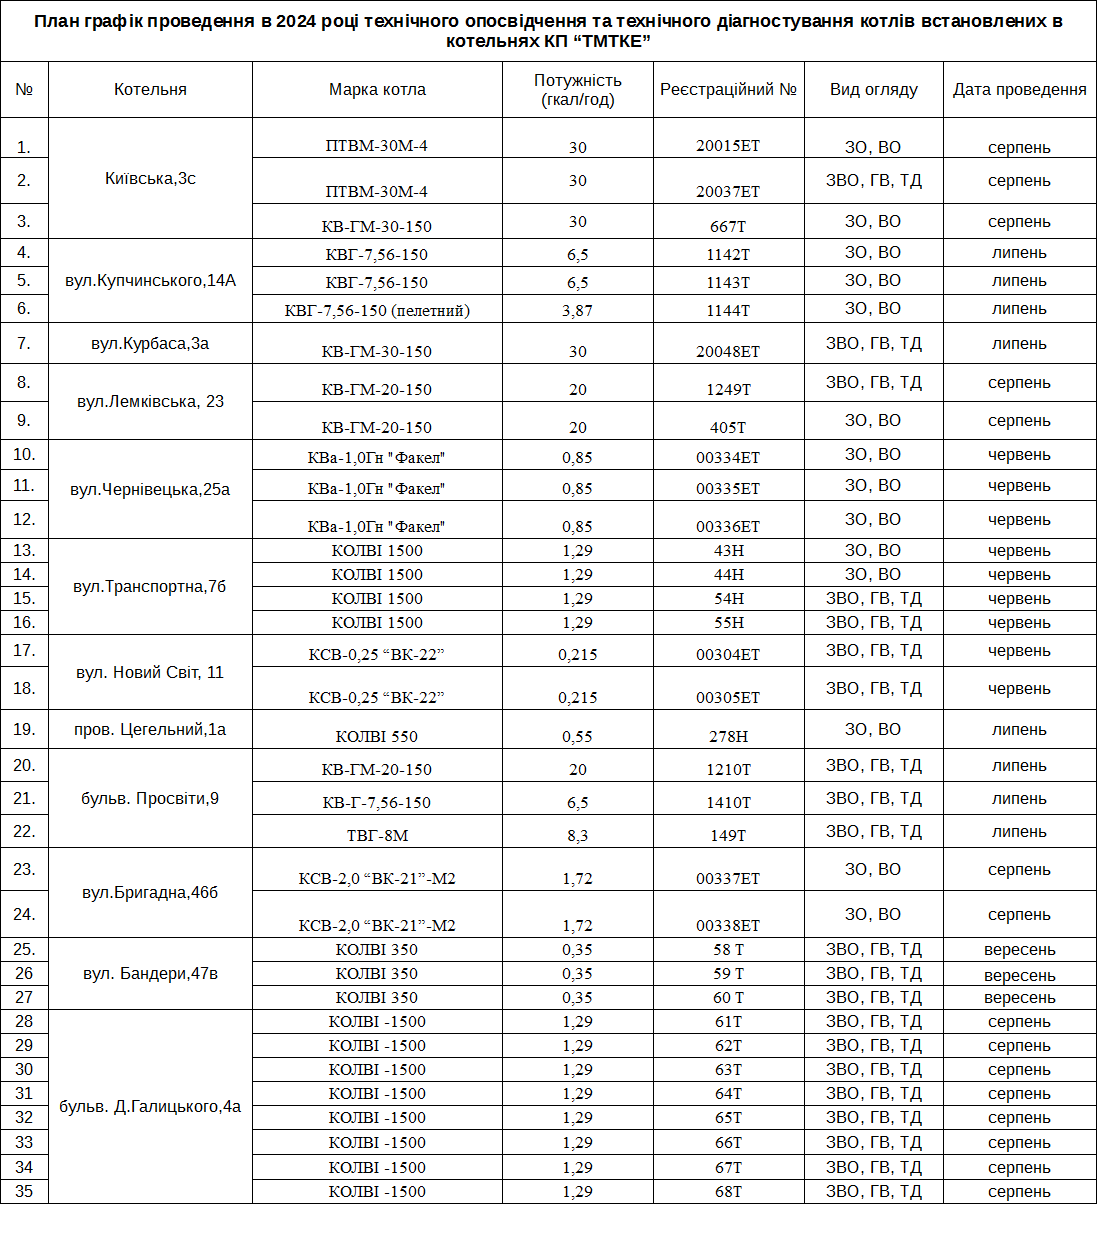 План графік проведення в 2024 році технічного опосвідчення та технічного діагностування котлів встановлених в
котельнях КП “ТМТКЕ”
№ Котельня Марка котла Потужність (гкал/год) Реєстраційний № Вид огляду Дата проведення
1. Київська,3с ПТВМ-30М-4 30 20015ЕТ ЗО, ВО серпень
2. ПТВМ-30М-4 30 20037ЕТ ЗВО, ГВ, ТД серпень
3. КВ-ГМ-30-150 30 667Т ЗО, ВО серпень
4. вул.Купчинського,14А КВГ-7,56-150 6,5 1142Т ЗО, ВО липень
5. КВГ-7,56-150 6,5 1143Т ЗО, ВО липень
6. КВГ-7,56-150 (пелетний) 3,87 1144Т ЗО, ВО липень
7. вул.Курбаса,3а КВ-ГМ-30-150 30 20048ЕТ ЗВО, ГВ, ТД липень
8. вул.Лемківська, 23 КВ-ГМ-20-150 20 1249Т ЗВО, ГВ, ТД серпень
9. КВ-ГМ-20-150 20 405Т ЗО, ВО серпень
10. вул.Чернівецька,25а КВа-1,0Гн "Факел" 0,85 00334ЕТ ЗО, ВО червень
11. КВа-1,0Гн "Факел" 0,85 00335ЕТ ЗО, ВО червень
12. КВа-1,0Гн "Факел" 0,85 00336ЕТ ЗО, ВО червень
13. вул.Транспортна,7б КОЛВІ 1500 1,29 43Н ЗО, ВО червень
14. КОЛВІ 1500 1,29 44Н ЗО, ВО червень
15. КОЛВІ 1500 1,29 54Н ЗВО, ГВ, ТД червень
16. КОЛВІ 1500 1,29 55Н ЗВО, ГВ, ТД червень
17. вул. Новий Світ, 11 КСВ-0,25 “ВК-22” 0,215 00304ЕТ ЗВО, ГВ, ТД червень
18. КСВ-0,25 “ВК-22” 0,215 00305ЕТ ЗВО, ГВ, ТД червень
19. пров. Цегельний,1а КОЛВІ 550 0,55 278Н ЗО, ВО липень
20. бульв. Просвіти,9 КВ-ГМ-20-150 20 1210Т ЗВО, ГВ, ТД липень
21. КВ-Г-7,56-150 6,5 1410Т ЗВО, ГВ, ТД липень
22. ТВГ-8М 8,3 149Т ЗВО, ГВ, ТД липень
23. вул.Бригадна,46б КСВ-2,0 “ВК-21”-М2 1,72 00337ЕТ ЗО, ВО серпень
24. КСВ-2,0 “ВК-21”-М2 1,72 00338ЕТ ЗО, ВО серпень
25. вул. Бандери,47в КОЛВІ 350 0,35 58 Т ЗВО, ГВ, ТД вересень
26 КОЛВІ 350 0,35 59 Т ЗВО, ГВ, ТД вересень
27 КОЛВІ 350 0,35 60 Т ЗВО, ГВ, ТД вересень
28 бульв. Д.Галицького,4а КОЛВІ -1500 1,29 61Т ЗВО, ГВ, ТД серпень
29 КОЛВІ -1500 1,29 62Т ЗВО, ГВ, ТД серпень
30 КОЛВІ -1500 1,29 63Т ЗВО, ГВ, ТД серпень
31 КОЛВІ -1500 1,29 64Т ЗВО, ГВ, ТД серпень
32 КОЛВІ -1500 1,29 65Т ЗВО, ГВ, ТД серпень
33 КОЛВІ -1500 1,29 66Т ЗВО, ГВ, ТД серпень
34 КОЛВІ -1500 1,29 67Т ЗВО, ГВ, ТД серпень
35 КОЛВІ -1500 1,29 68Т ЗВО, ГВ, ТД серпень